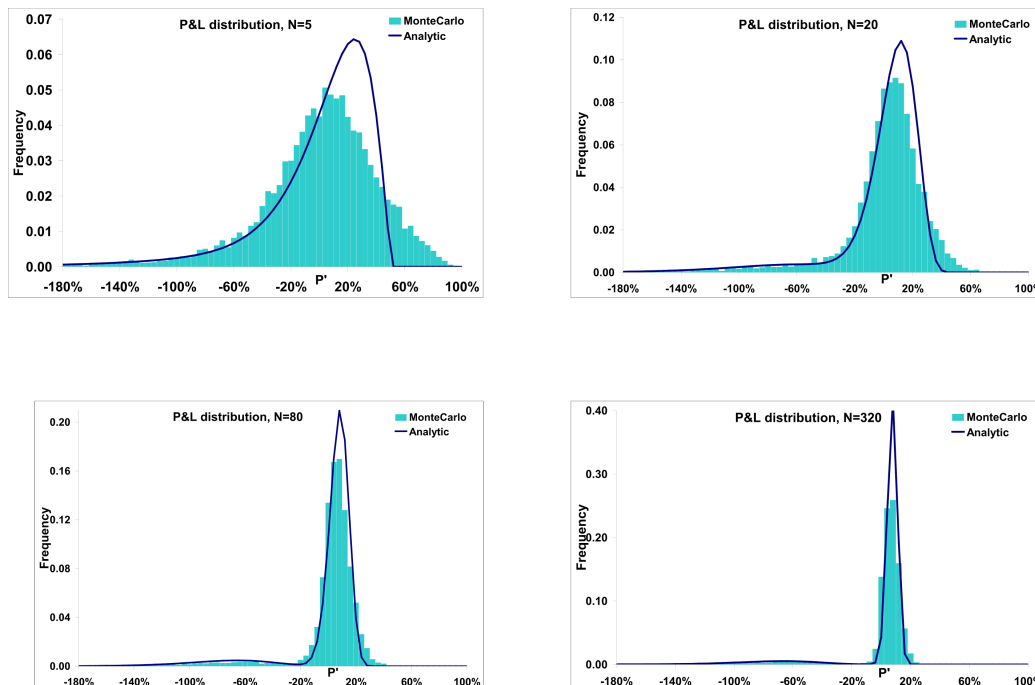 P&L distribution, N=5
MonteCarlo
Analytic
Frequency
0.07
0.06
0.05
0.04
0.03
0.02
0.01
0.00
-180% -140% -100% -60% -20% 20% 60% 100%
P'
P&L distribution, N=20
MonteCarlo
Analytic
Frequency
0.12
0.10
0.08
0.06
0.04
0.02
0.00
-180% -140% -100% -60% -20% 20% 60% 100%
P'
P&L distribution, N=80
MonteCarlo
Analytic
Frequency
0.20
0.16
0.12
0.08
0.04
0.00
-180% -140% -100% -60% -20% 20% 60% 100%
P'
P&L distribution, N=320
MonteCarlo
Analytic
Frequency
0.40
0.30
0.20
0.10
0.00
-180% -140% -100% -60% -20% 20% 60% 100%
P'